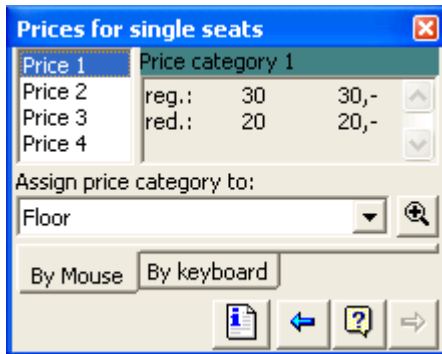 Prices for single seats
Price 1
Price 2
Price 3
Price 4
Price category 1
reg.: 30 30,-
red.: 20 20,-
Assign price category to:
Floor
By Mouse By keyboard